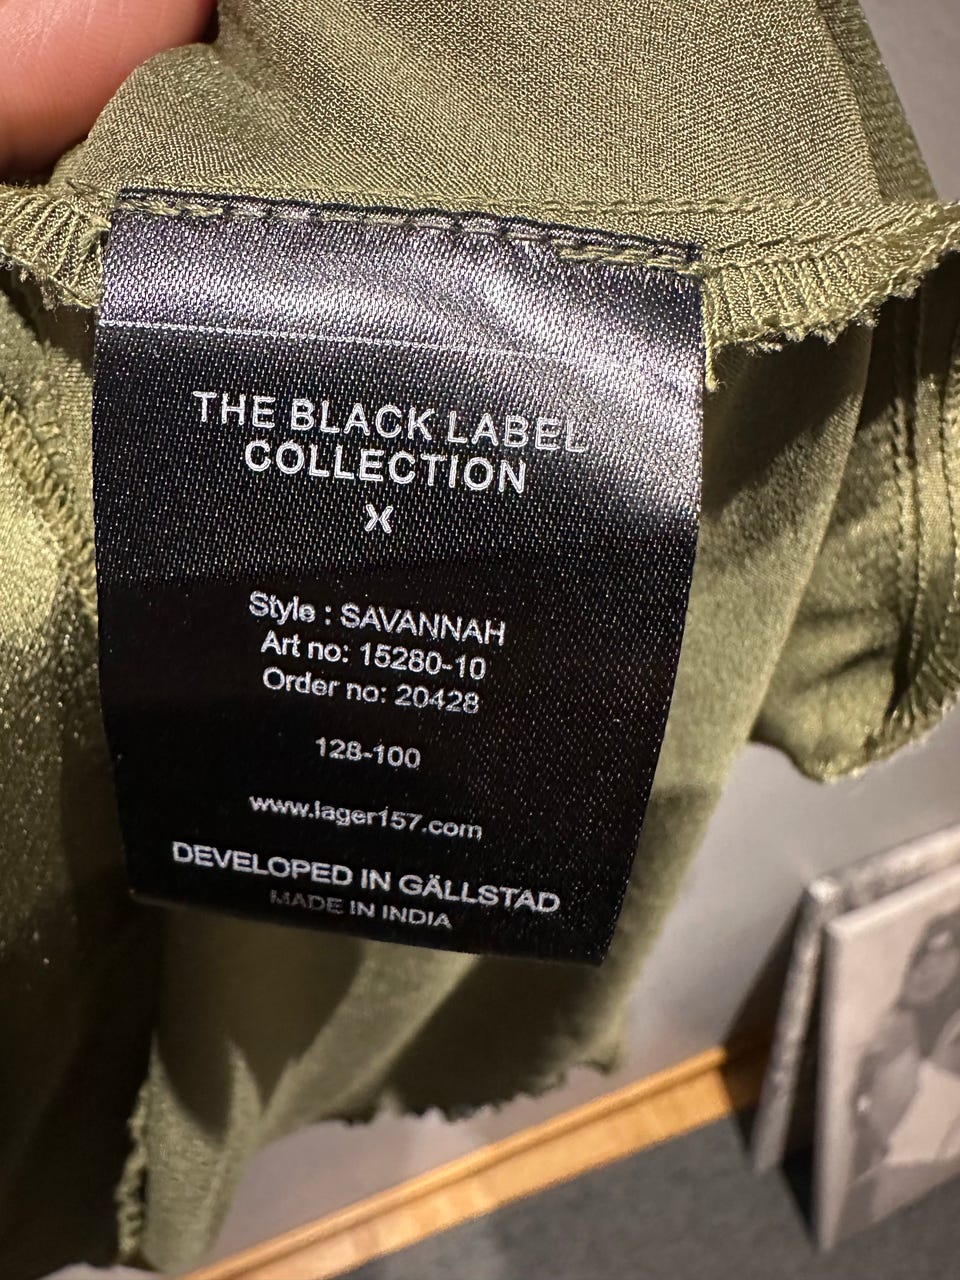 THE BLACK LABEL
COLLECTION
X
Style : SAVANNAH
Art no: 15280-10
Order no: 20428
128-100
www.lager157.com
DEVELOPED IN GÄLLSTAD
MADE IN INDIA